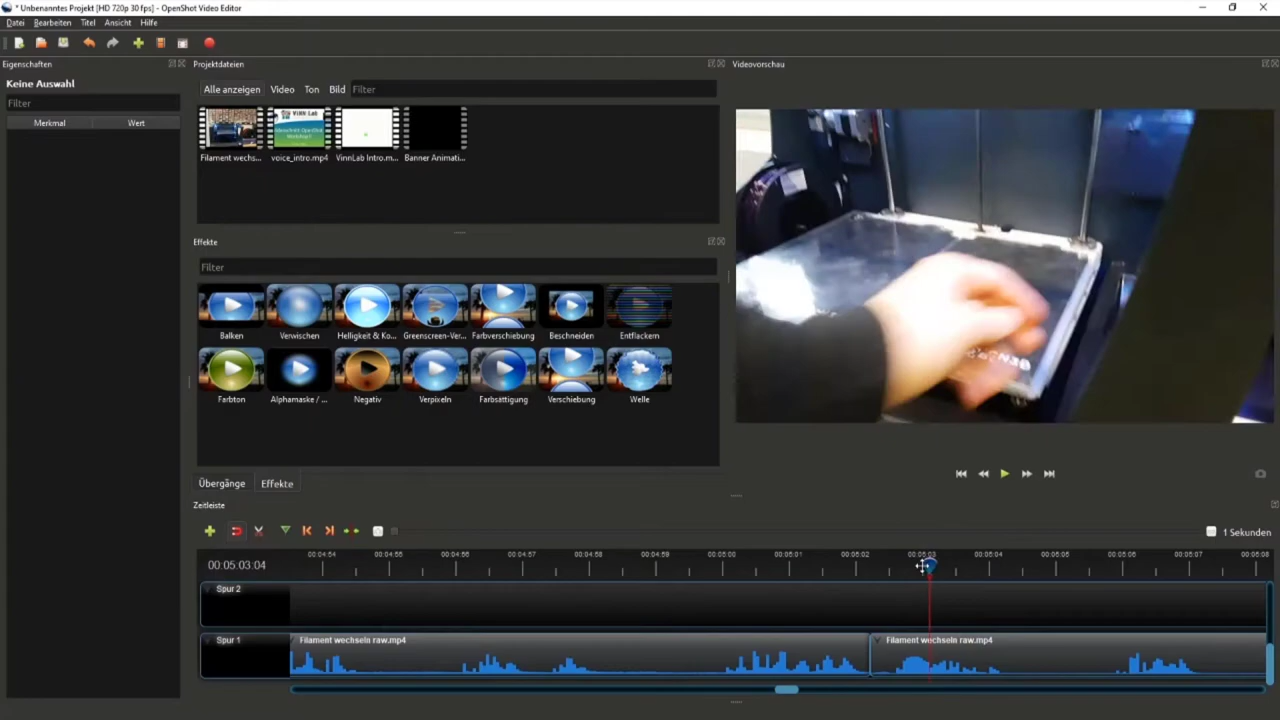 * Unbenanntes Projekt [HD 720p 30 fps] - OpenShot Video Editor
Datei Bearbeiten Titel Ansicht Hilfe
Eigenschaften
Keine Auswahl
Filter
Merkmal Wert
Projektdateien
Alle anzeigen Video Ton Bild Filter
Filament wechs... voice_intro.mp4 VinnLab Intro.m... Banner Animati...
Effekte
Filter
Balken Verwischen Helligkeit & Ko... Greenscreen-Ver... Farbverschiebung Beschneiden Entflackern
Farbton Alphamaske / ... Negativ Verpixeln Farbsättigung Verschiebung Welle
Übergänge Effekte
Videovorschau
Zeitleiste
1 Sekunden
00:05:03:04
00:04:54 00:04:55 00:04:56 00:04:57 00:04:58 00:04:59 00:05:00 00:05:01 00:05:02 00:05:03 00:05:04 00:05:05 00:05:06 00:05:07 00:05:08
Spur 2
Spur 1
Filament wechseln raw.mp4 Filament wechseln raw.mp4